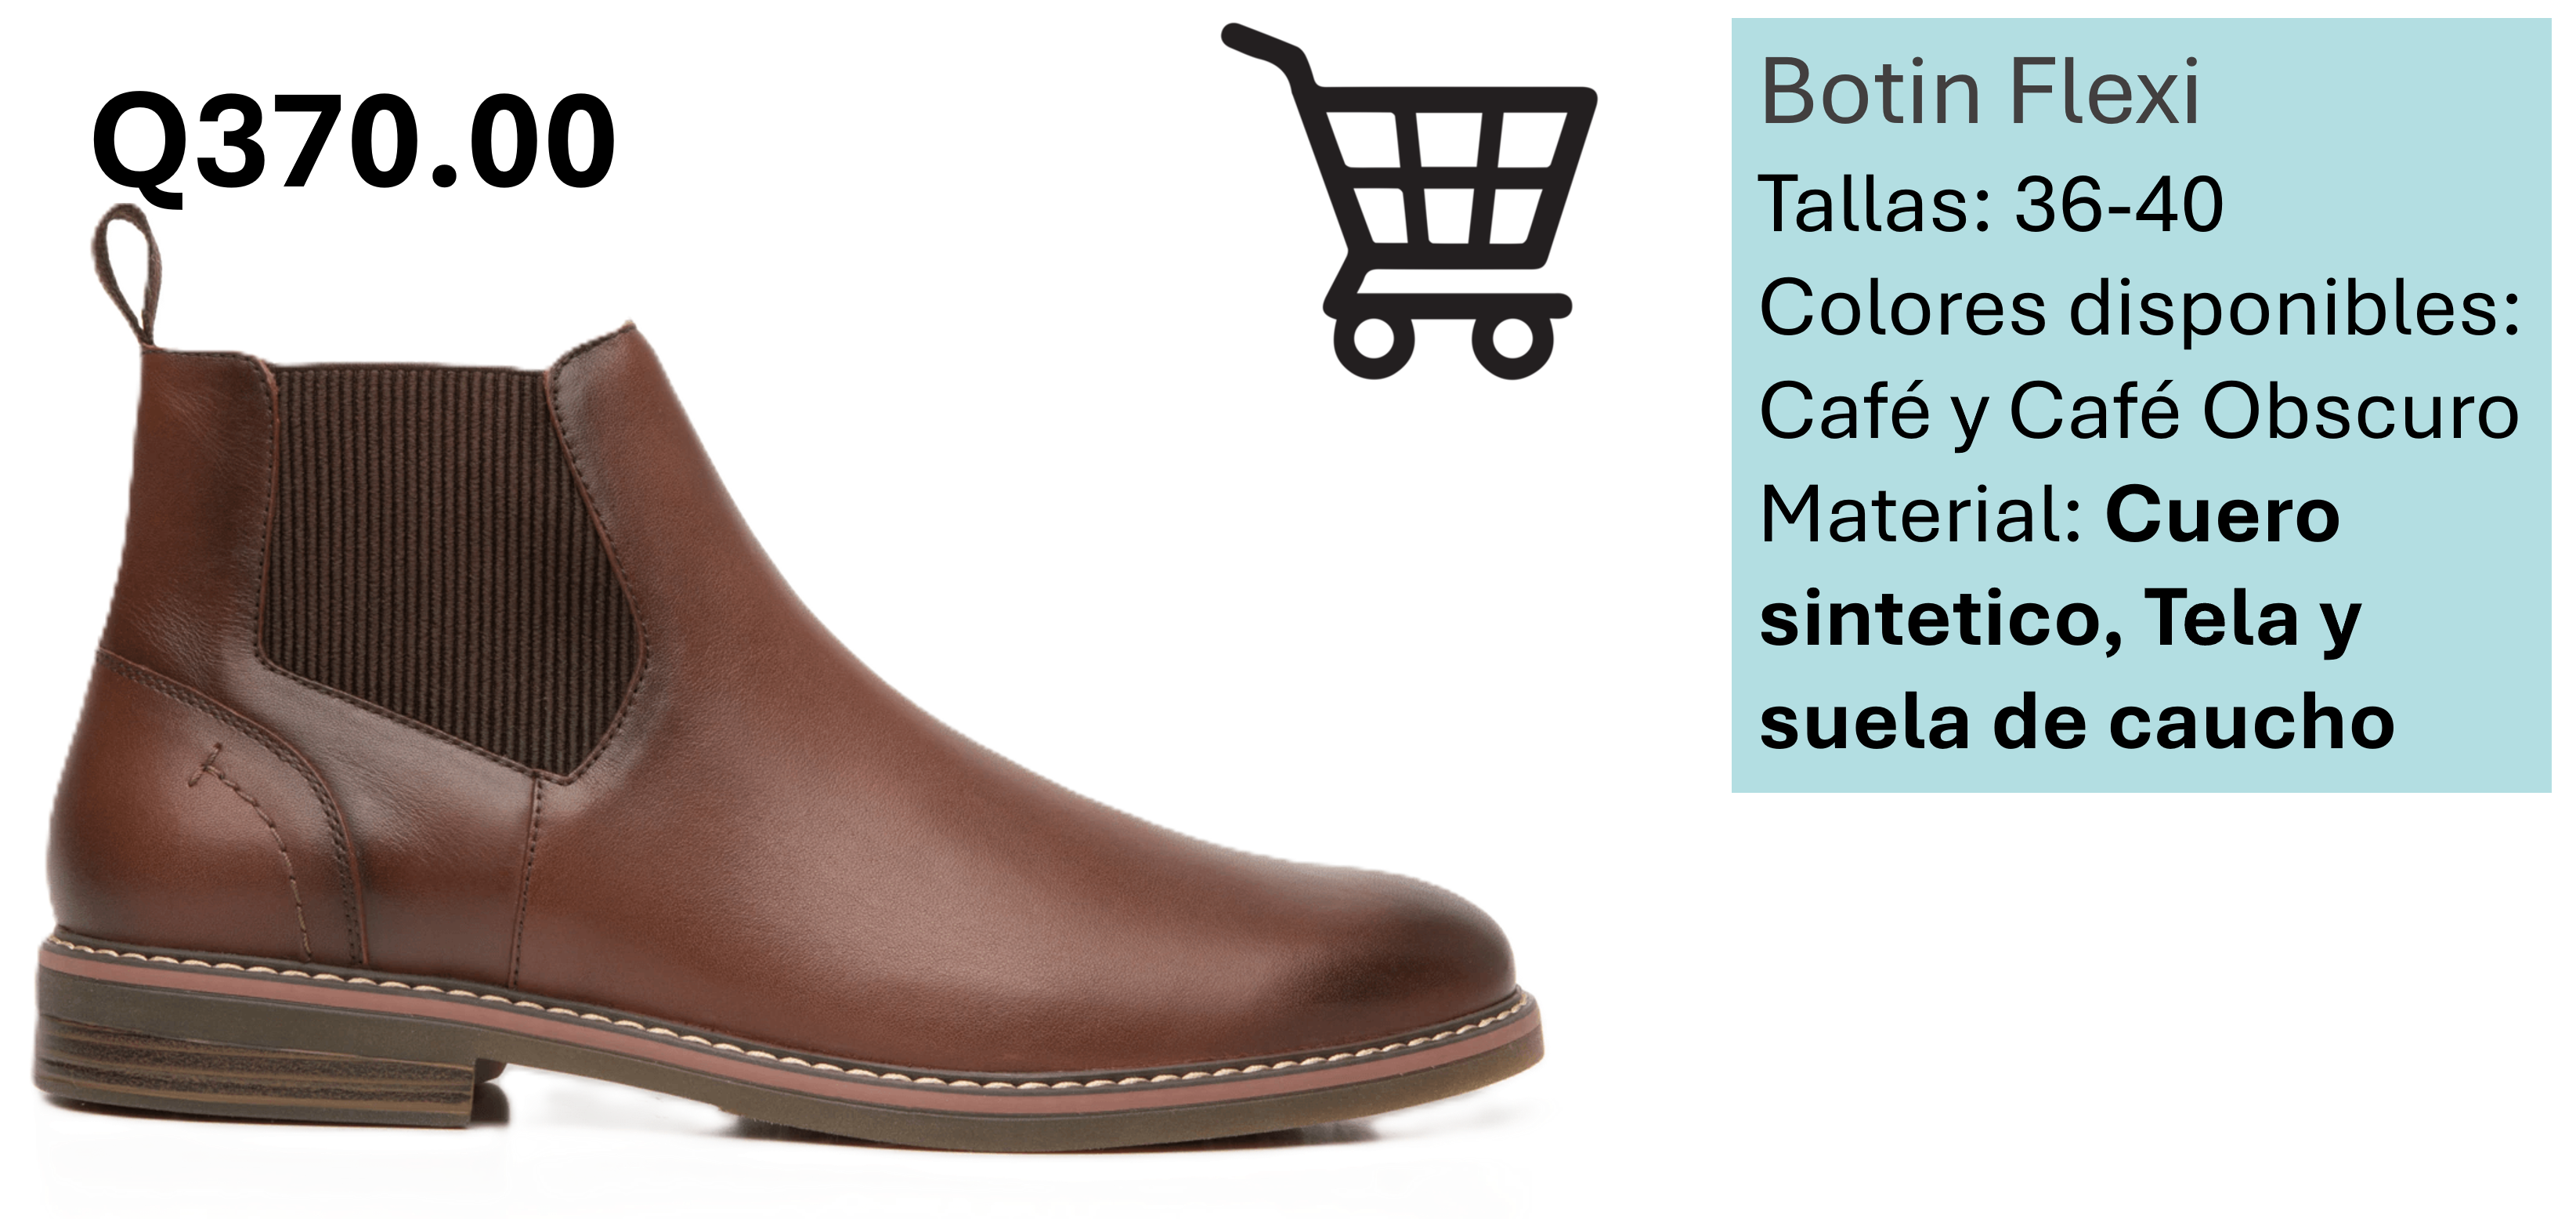 Q370.00
Botin Flexi
Tallas: 36-40
Colores disponibles:
Café y Café Obscuro
Material: Cuero
sintetico, Tela y
suela de caucho